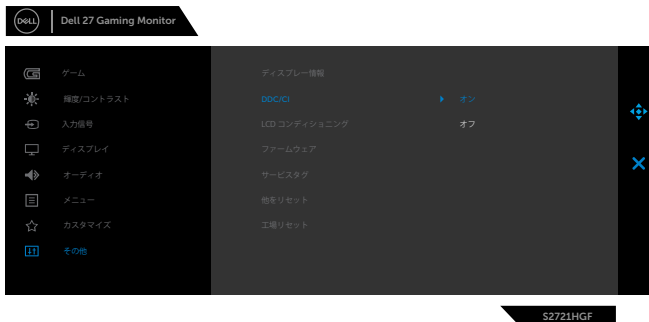 DELL Dell 27 Gaming Monitor
ゲーム ディスプレー情報
輝度/コントラスト DDC/CI オン
入力信号 LCD コンディショニング オフ
ディスプレイ ファームウェア
オーディオ サービスタグ
メニュー 他をリセット
カスタマイズ 工場リセット
その他
S2721HGF